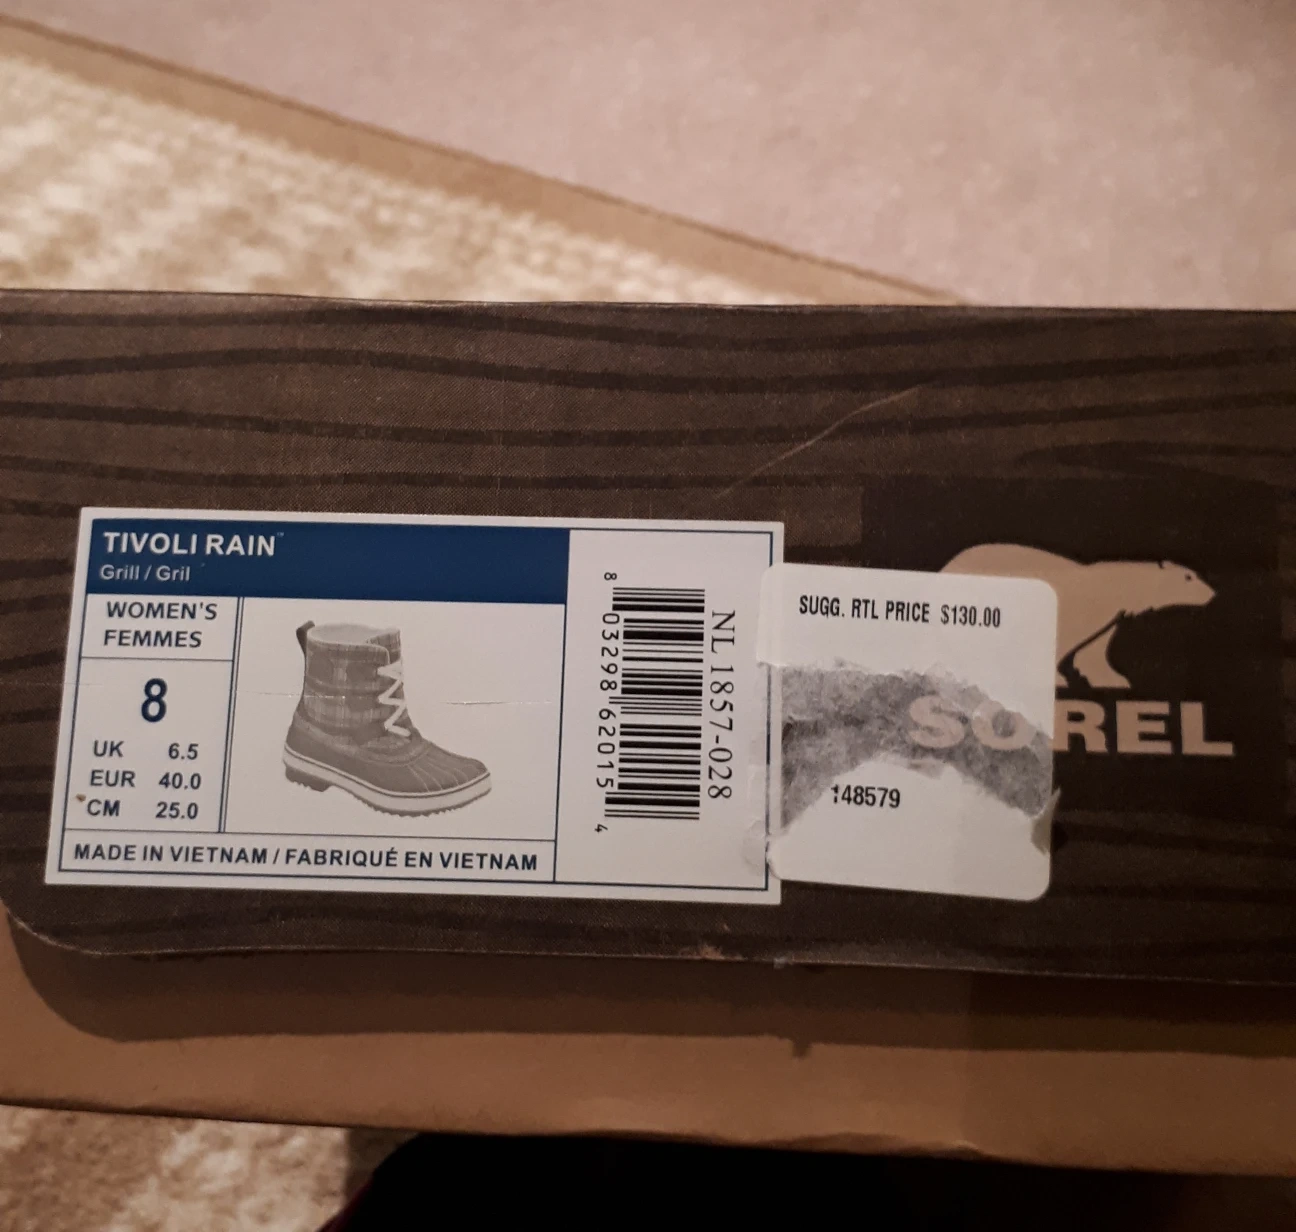 TIVOLI RAIN™
Grill / Gril
WOMEN'S
FEMMES
8
UK 6.5
EUR 40.0
CM 25.0
MADE IN VIETNAM / FABRIQUÉ EN VIETNAM
8 03298 62015 4
NL 1857-028
SUGG. RTL PRICE $130.00
148579
SOREL